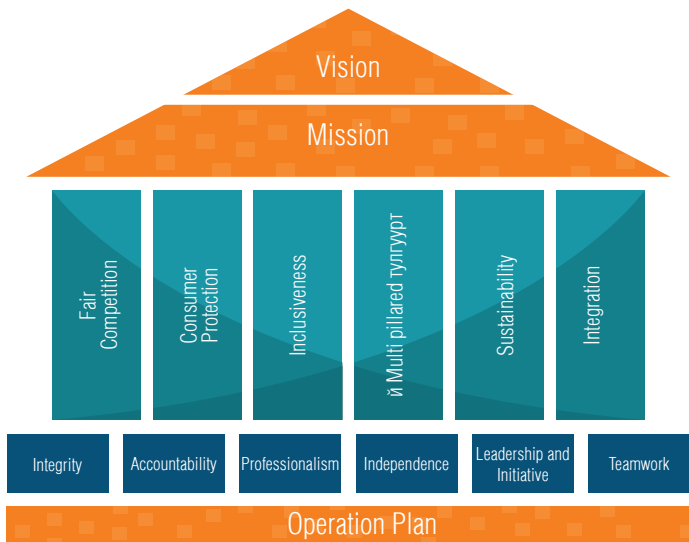 Vision
Mission
Fair
Competition
Consumer
Protection
Inclusiveness
й Multi pillared тулгуурт
Sustainability
Integration
Integrity
Accountability
Professionalism
Independence
Leadership and
Initiative
Teamwork
Operation Plan